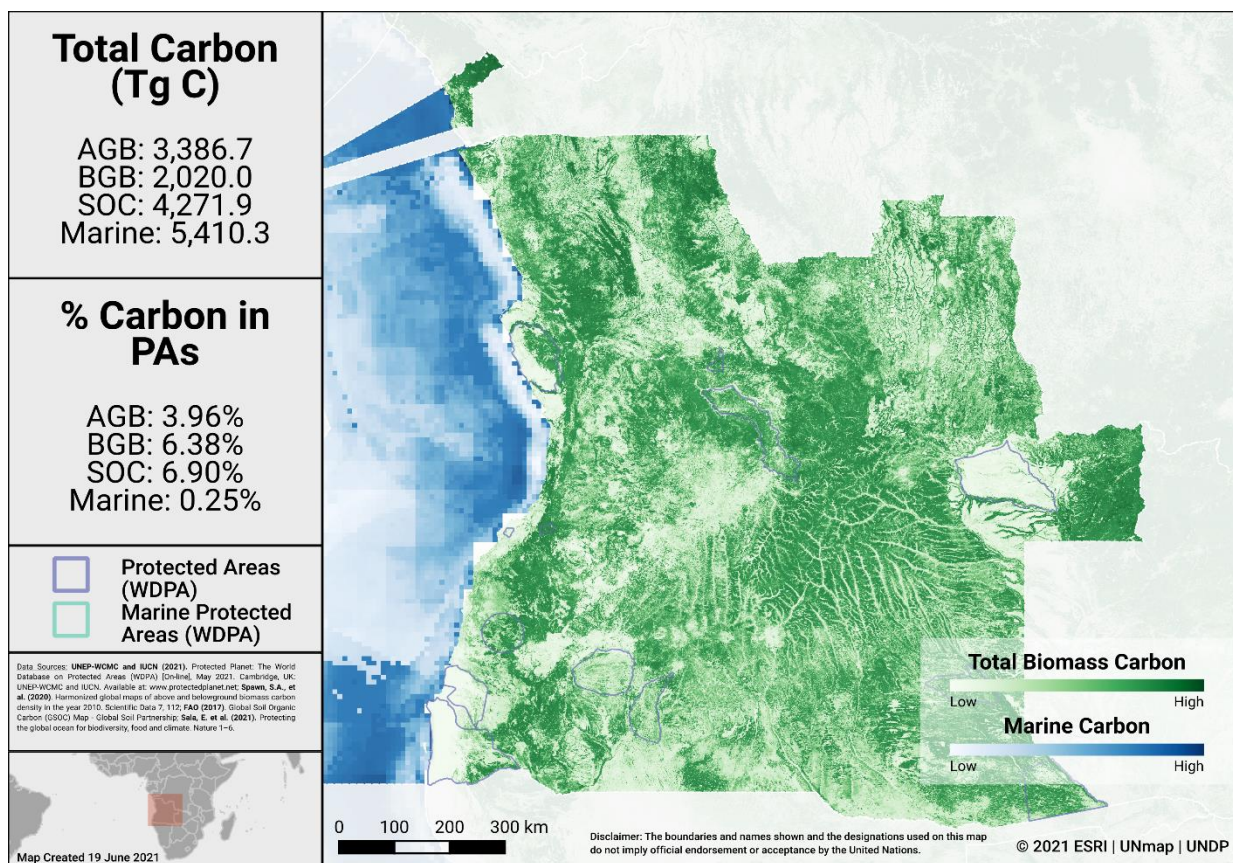 Total Carbon
(Tg C)
AGB: 3,386.7
BGB: 2,020.0
SOC: 4,271.9
Marine: 5,410.3
% Carbon in
PAs
AGB: 3.96%
BGB: 6.38%
SOC: 6.90%
Marine: 0.25%
Protected Areas
(WDPA)
Marine Protected
Areas (WDPA)
Data Sources: UNEP-WCMC and IUCN (2021). Protected Planet: The World
Database on Protected Areas (WDPA) [On-line], May 2021. Cambridge, UK:
UNEP-WCMC and IUCN. Available at: www.protectedplanet.net; Spawn, S.A., et
al. (2020). Harmonized global maps of above and belowground biomass carbon
density in the year 2010. Scientific Data 7, 112; FAO (2017). Global Soil Organic
Carbon (GSOC) Map - Global Soil Partnership; Sala, E. et al. (2021). Protecting
the global ocean for biodiversity, food and climate. Nature 1–6.
Map Created 19 June 2021
Total Biomass Carbon
Low High
Marine Carbon
Low High
0 100 200 300 km
Disclaimer: The boundaries and names shown and the designations used on this map
do not imply official endorsement or acceptance by the United Nations.
© 2021 ESRI | UNmap | UNDP